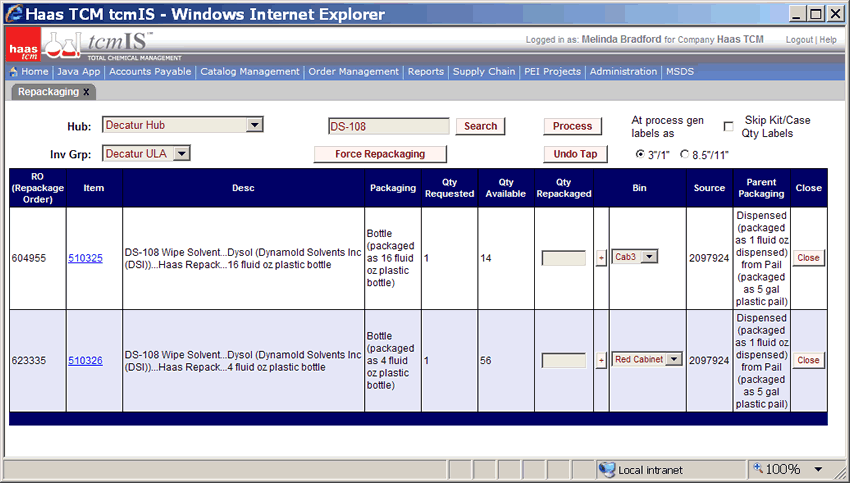 Haas TCM tcmIS - Windows Internet Explorer
haas tcm
tcmIS™
TOTAL CHEMICAL MANAGEMENT
Logged in as: Melinda Bradford for Company Haas TCM
Logout | Help
Home | Java App | Accounts Payable | Catalog Management | Order Management | Reports | Supply Chain | PEI Projects | Administration | MSDS
Repackaging x
Hub: Decatur Hub DS-108 Search Process
At process gen
labels as
Skip Kit/Case
Qty Labels
Inv Grp: Decatur ULA Force Repackaging Undo Tap 3"/1" 8.5"/11"
RO
(Repackage
Order)
Item
Desc
Packaging
Qty
Requested
Qty
Available
Qty
Repackaged
Bin
Source
Parent
Packaging
Close
604955
510325
DS-108 Wipe Solvent...Dysol (Dynamold Solvents Inc
(DSI))...Haas Repack...16 fluid oz plastic bottle
Bottle
(packaged
as 16 fluid
oz plastic
bottle)
1
14
+
Cab3
2097924
Dispensed
(packaged
as 1 fluid oz
dispensed)
from Pail
(packaged
as 5 gal
plastic pail)
Close
623335
510326
DS-108 Wipe Solvent...Dysol (Dynamold Solvents Inc
(DSI))...Haas Repack...4 fluid oz plastic bottle
Bottle
(packaged
as 4 fluid
oz plastic
bottle)
1
56
+
Red Cabinet
2097924
Dispensed
(packaged
as 1 fluid oz
dispensed)
from Pail
(packaged
as 5 gal
plastic pail)
Close
Local intranet
100%